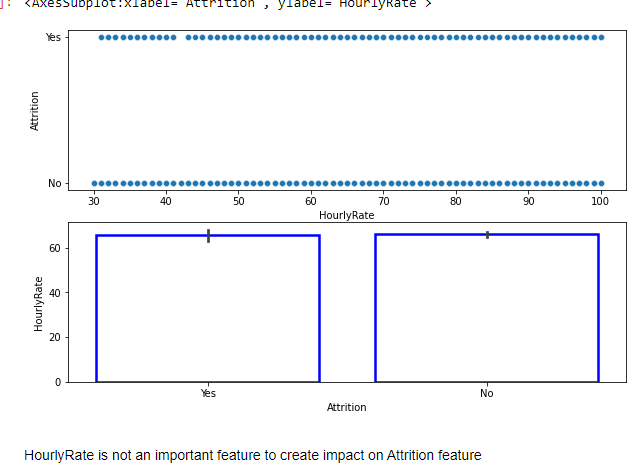 ]: <AxesSubplot:xlabel='Attrition', ylabel='HourlyRate'>
Yes
Attrition
No
30 40 50 60 70 80 90 100
HourlyRate
60
40
20
0
HourlyRate
Yes No
Attrition
HourlyRate is not an important feature to create impact on Attrition feature